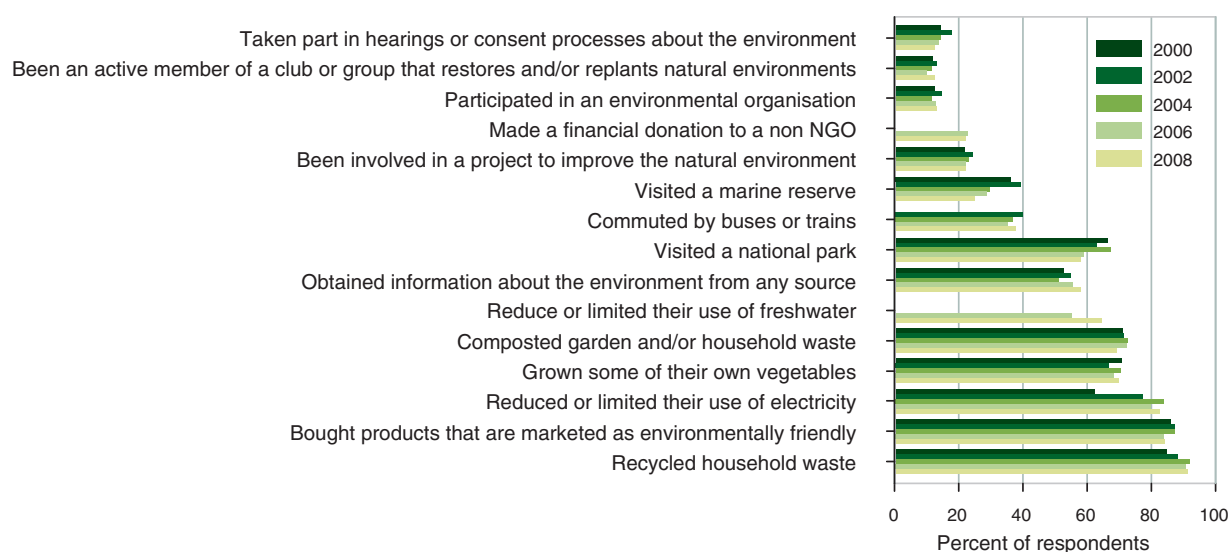 Taken part in hearings or consent processes about the environment
Been an active member of a club or group that restores and/or replants natural environments
Participated in an environmental organisation
Made a financial donation to a non NGO
Been involved in a project to improve the natural environment
Visited a marine reserve
Commuted by buses or trains
Visited a national park
Obtained information about the environment from any source
Reduce or limited their use of freshwater
Composted garden and/or household waste
Grown some of their own vegetables
Reduced or limited their use of electricity
Bought products that are marketed as environmentally friendly
Recycled household waste
2000
2002
2004
2006
2008
0 20 40 60 80 100
Percent of respondents